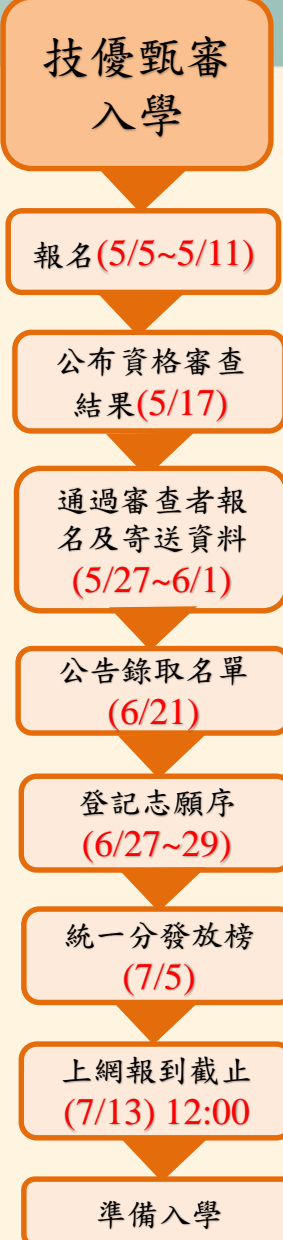 技優甄審
入學
報名(5/5~5/11)
公布資格審查
結果(5/17)
通過審查者報
名及寄送資料
(5/27~6/1)
公告錄取名單
(6/21)
登記志願序
(6/27~29)
統一分發放榜
(7/5)
上網報到截止
(7/13) 12:00
準備入學